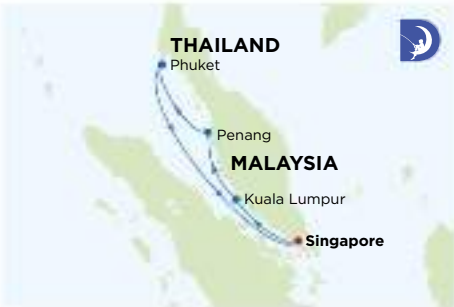 THAILAND
Phuket
Penang
MALAYSIA
Kuala Lumpur
Singapore